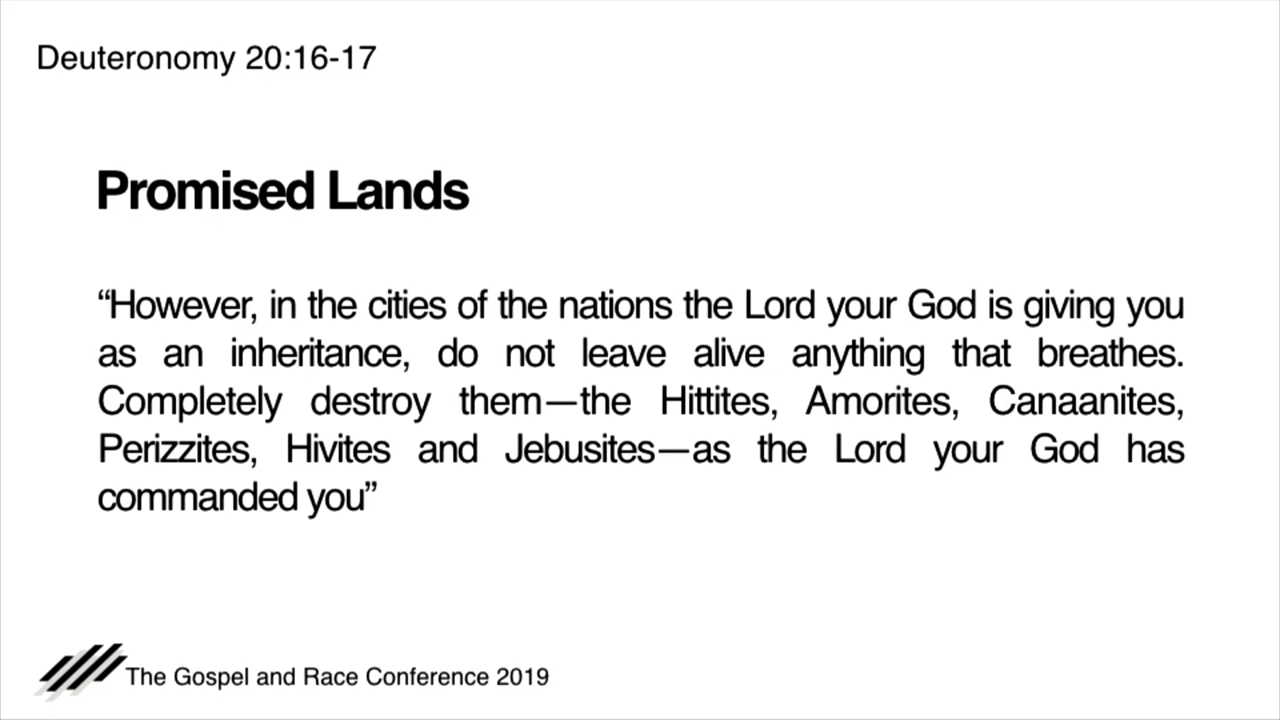 Deuteronomy 20:16-17
Promised Lands
“However, in the cities of the nations the Lord your God is giving you
as an inheritance, do not leave alive anything that breathes.
Completely destroy them—the Hittites, Amorites, Canaanites,
Perizzites, Hivites and Jebusites—as the Lord your God has
commanded you”
The Gospel and Race Conference 2019